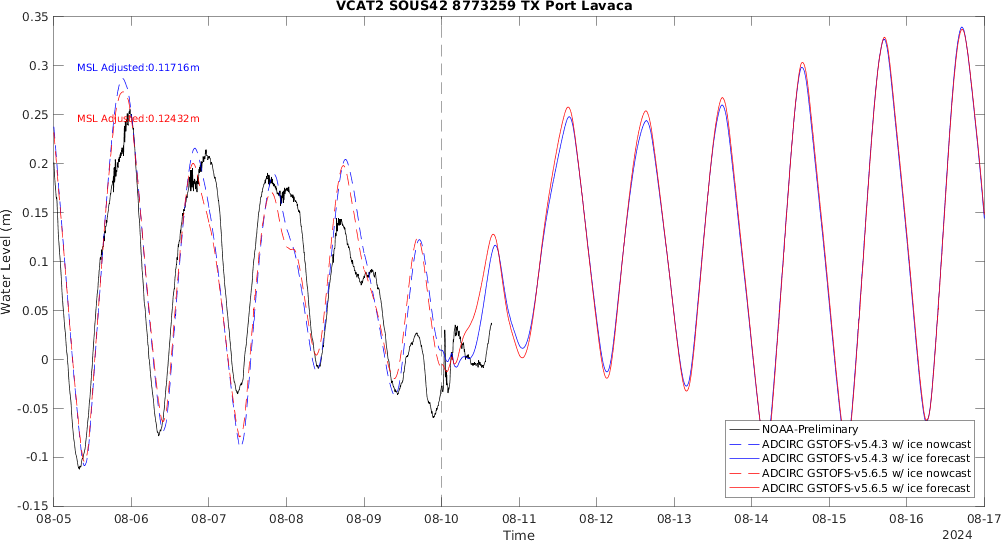 VCAT2 SOUS42 8773259 TX Port Lavaca
0.35
0.3
0.25
0.2
0.15
0.1
0.05
0
-0.05
-0.1
-0.15
Water Level (m)
MSL Adjusted:0.11716m
MSL Adjusted:0.12432m
NOAA-Preliminary
ADCIRC GSTOFS-v5.4.3 w/ ice nowcast
ADCIRC GSTOFS-v5.4.3 w/ ice forecast
ADCIRC GSTOFS-v5.6.5 w/ ice nowcast
ADCIRC GSTOFS-v5.6.5 w/ ice forecast
08-05 08-06 08-07 08-08 08-09 08-10 08-11 08-12 08-13 08-14 08-15 08-16 08-17
Time
2024